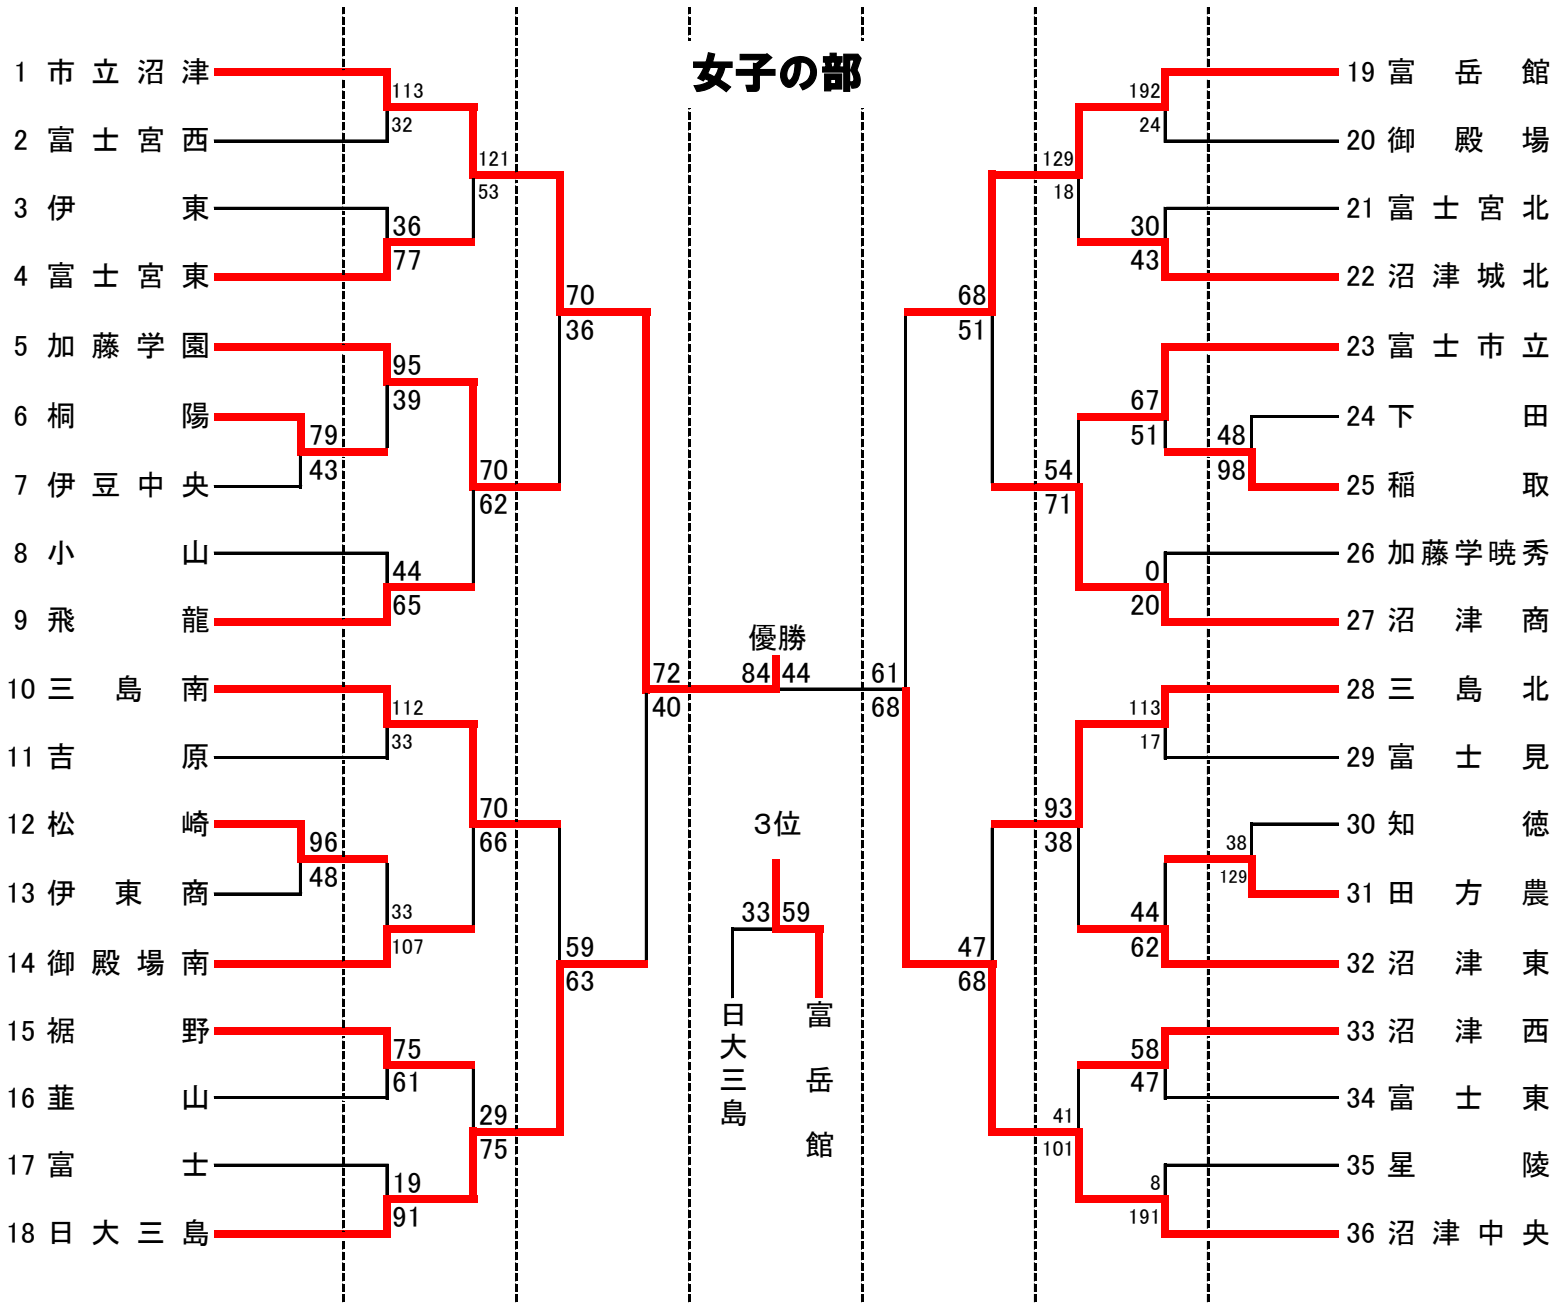 女子の部
1 市立沼津
2 富士宮西
3 伊東
4 富士宮東
5 加藤学園
6 桐陽
7 伊豆中央
8 小山
9 飛龍
10 三島南
11 吉原
12 松崎
13 伊東商
14 御殿場南
15 裾野
16 韮山
17 富士
18 日大三島
113
32
36
77
95
39
79
43
44
65
112
33
96
48
33
107
75
61
19
91
121
53
70
62
70
66
29
75
70
36
59
63
72
40
優勝
84 44
3位
33 59
日大三島
富岳館
61
68
68
51
47
68
129
18
54
71
93
38
41
101
192
24
30
43
67
51
48
98
0
20
113
17
38
129
44
62
58
47
8
191
19 富岳館
20 御殿場
21 富士宮北
22 沼津城北
23 富士市立
24 下田
25 稲取
26 加藤学暁秀
27 沼津商
28 三島北
29 富士見
30 知徳
31 田方農
32 沼津東
33 沼津西
34 富士東
35 星陵
36 沼津中央